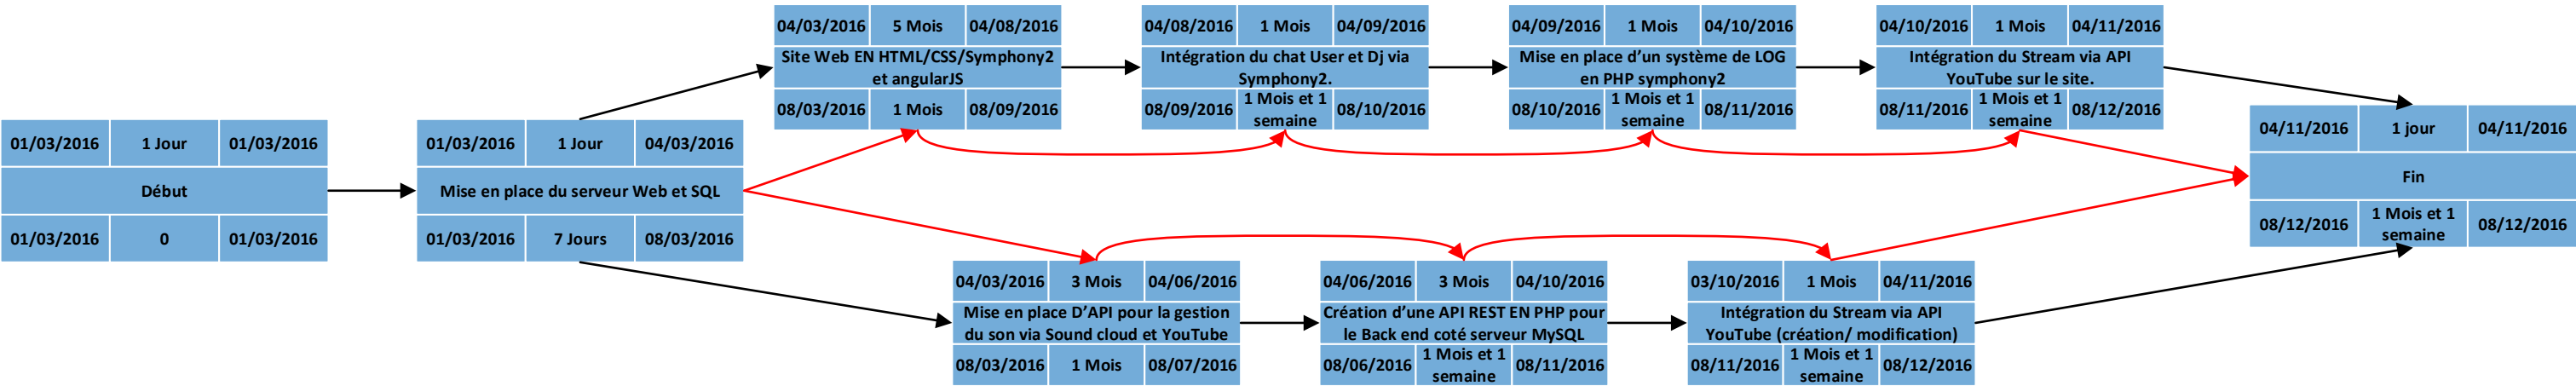 01/03/2016 1 Jour 01/03/2016
Début
01/03/2016 0 01/03/2016
01/03/2016 1 Jour 04/03/2016
Mise en place du serveur Web et SQL
01/03/2016 7 Jours 08/03/2016
04/03/2016 5 Mois 04/08/2016
Site Web EN HTML/CSS/Symphony2
et angularJS
08/03/2016 1 Mois 08/09/2016
04/08/2016 1 Mois 04/09/2016
Intégration du chat User et Dj via
Symphony2.
08/09/2016 1 Mois et 1
semaine 08/10/2016
04/09/2016 1 Mois 04/10/2016
Mise en place d’un système de LOG
en PHP symphony2
08/10/2016 1 Mois et 1
semaine 08/11/2016
04/10/2016 1 Mois 04/11/2016
Intégration du Stream via API
YouTube sur le site.
08/11/2016 1 Mois et 1
semaine 08/12/2016
04/03/2016 3 Mois 04/06/2016
Mise en place D’API pour la gestion
du son via Sound cloud et YouTube
08/03/2016 1 Mois 08/07/2016
04/06/2016 3 Mois 04/10/2016
Création d’une API REST EN PHP pour
le Back end coté serveur MySQL
08/06/2016 1 Mois et 1
semaine 08/11/2016
03/10/2016 1 Mois 04/11/2016
Intégration du Stream via API
YouTube (création/ modification)
08/11/2016 1 Mois et 1
semaine 08/12/2016
04/11/2016 1 jour 04/11/2016
Fin
08/12/2016 1 Mois et 1
semaine 08/12/2016